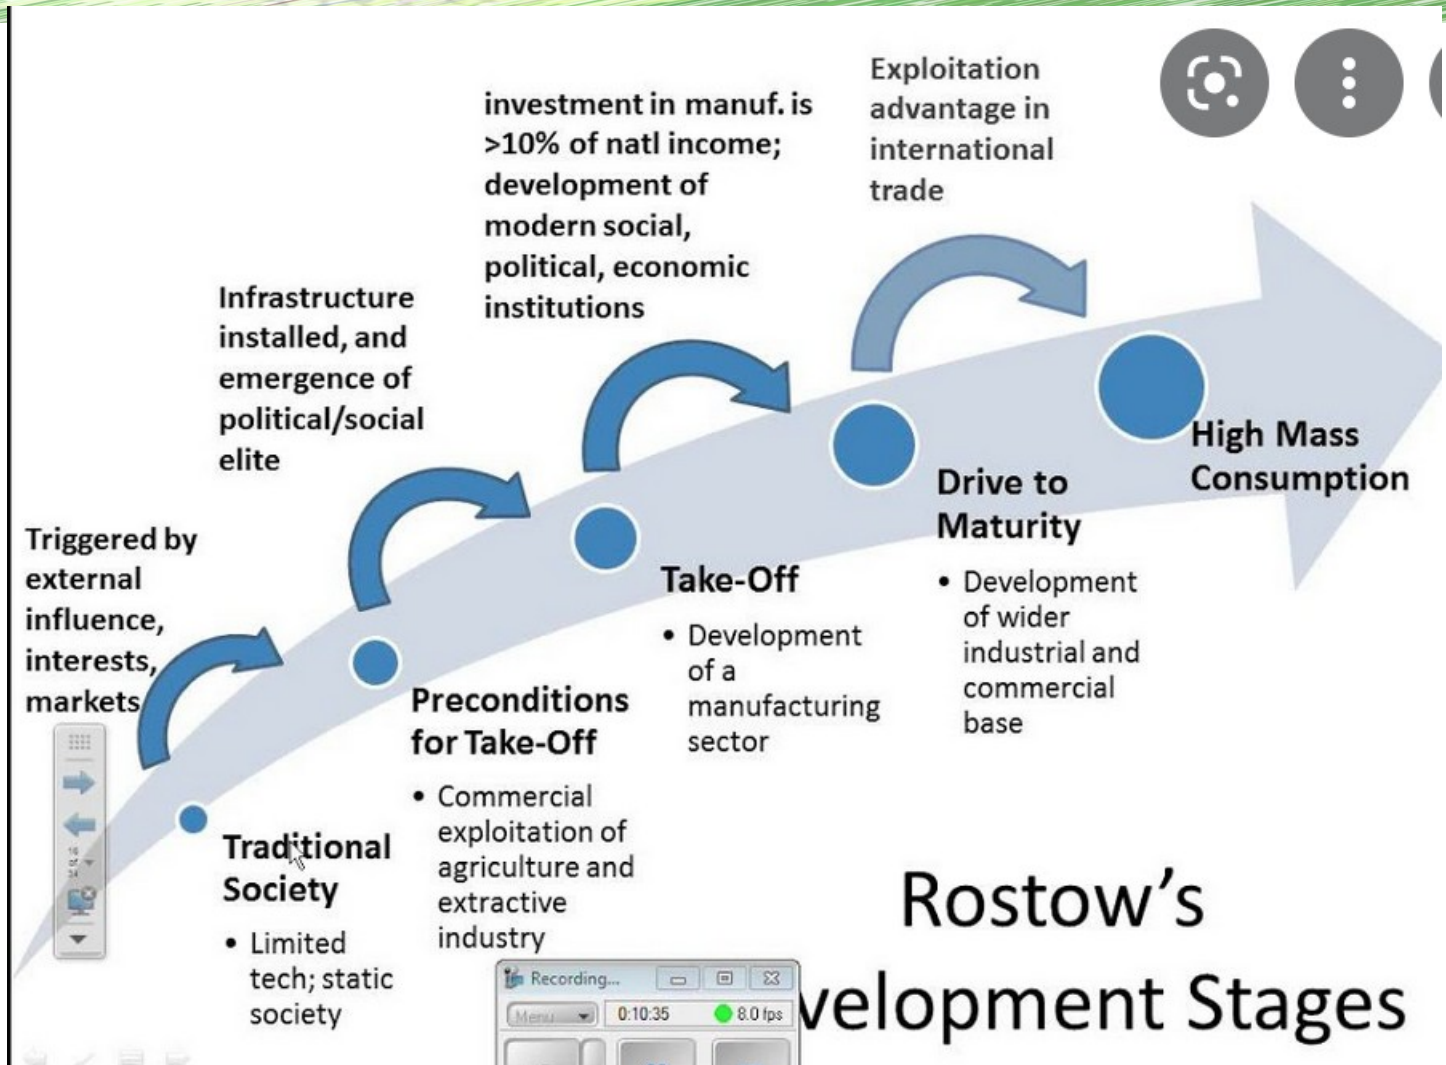 Exploitation
advantage in
international
trade
investment in manuf. is
>10% of natl income;
development of
modern social,
political, economic
institutions
Infrastructure
installed, and
emergence of
political/social
elite
Triggered by
external
influence,
interests,
markets
High Mass
Consumption
Drive to
Maturity
• Development
of wider
industrial and
commercial
base
Take-Off
• Development
of a
manufacturing
sector
Preconditions
for Take-Off
• Commercial
exploitation of
agriculture and
extractive
industry
Traditional
Society
• Limited
tech; static
society
Rostow's
velopment Stages
Recording...
Menu 0:10:35 8.0 fps
16
of